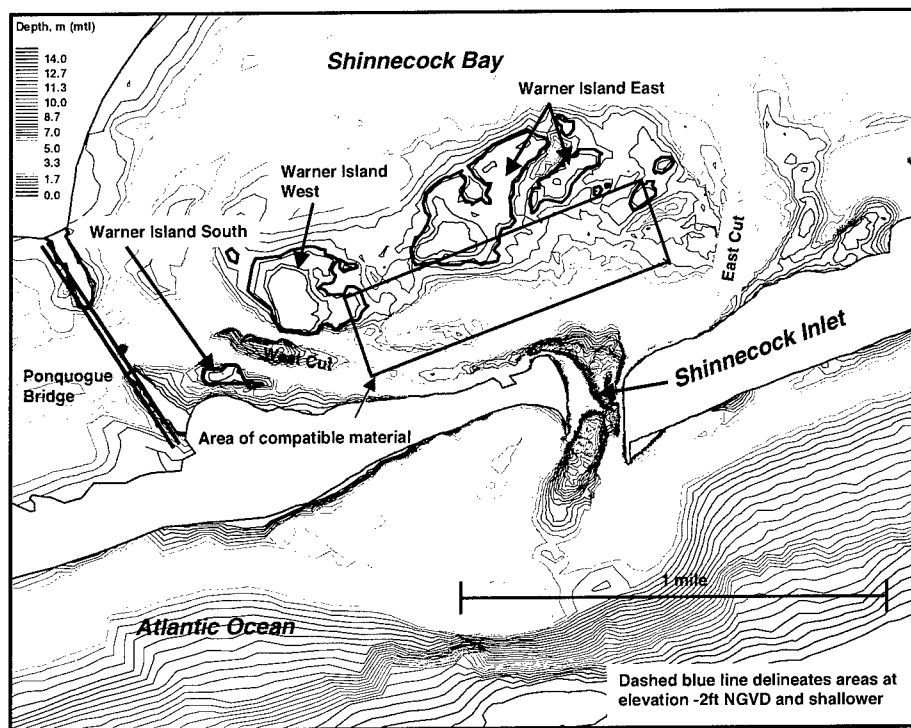 Depth, m (mtl)
14.0
12.7
11.3
10.0
8.7
7.0
5.0
3.3
1.7
0.0
Shinnecock Bay
Warner Island East
Warner Island
West
Warner Island South
East Cut
West Cut
Shinnecock Inlet
Ponquogue
Bridge
Area of compatible material
1 mile
Atlantic Ocean
Dashed blue line delineates areas at
elevation -2ft NGVD and shallower